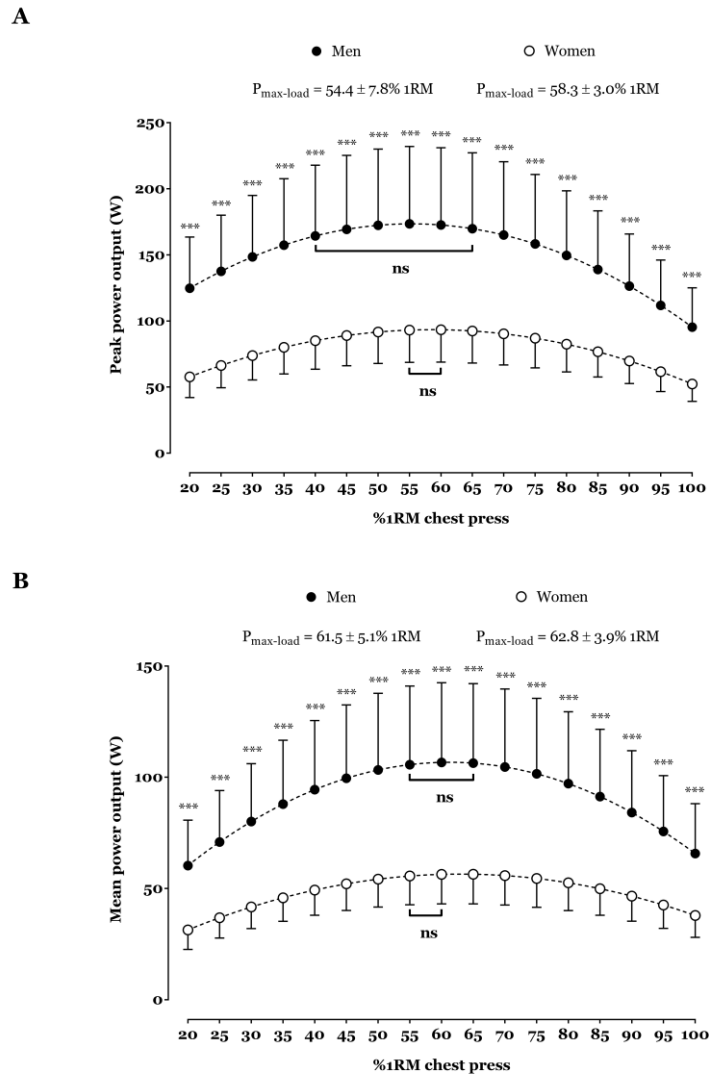 A
Men Women
Pmax-load = 54.4 ± 7.8% 1RM Pmax-load = 58.3 ± 3.0% 1RM
Peak power output (W)
250
200
150
100
50
0
*** *** *** *** *** *** *** *** *** *** *** *** *** *** *** *** ***
ns
ns
20 25 30 35 40 45 50 55 60 65 70 75 80 85 90 95 100
%1RM chest press
B
Men Women
Pmax-load = 61.5 ± 5.1% 1RM Pmax-load = 62.8 ± 3.9% 1RM
Mean power output (W)
150
100
50
0
*** *** *** *** *** *** *** *** *** *** *** *** *** *** *** *** ***
ns
ns
20 25 30 35 40 45 50 55 60 65 70 75 80 85 90 95 100
%1RM chest press